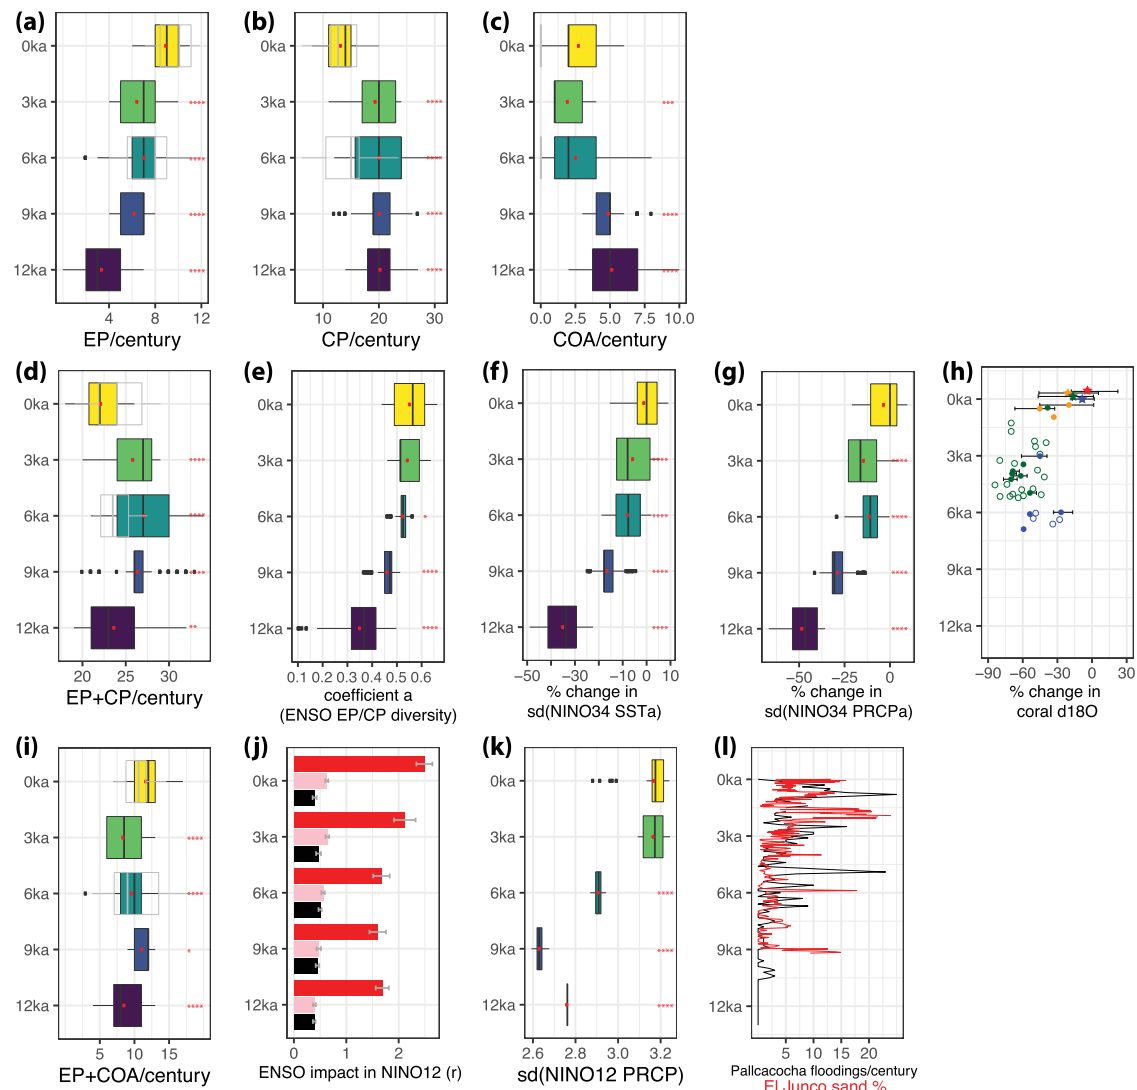 (a)
0ka
3ka
****
6ka
****
9ka
****
12ka
****
4 8 12
EP/century
(b)
0ka
3ka
****
6ka
****
9ka
****
12ka
****
10 20 30
CP/century
(c)
0ka
3ka
***
6ka
9ka
****
12ka
****
0.0 2.5 5.0 7.5 10.0
COA/century
(d)
0ka
3ka
****
6ka
****
9ka
****
12ka
**
20 25 30
EP+CP/century
(e)
0ka
3ka
6ka
*
9ka
****
12ka
****
0.1 0.2 0.3 0.4 0.5 0.6
coefficient a
(ENSO EP/CP diversity)
(f)
0ka
3ka
****
6ka
****
9ka
****
12ka
****
−50 −30 −10 0 10
% change in
sd(NINO34 SSTa)
(g)
0ka
3ka
****
6ka
****
9ka
****
12ka
****
−50 −25 0
% change in
sd(NINO34 PRCPa)
(h)
0ka
3ka
6ka
9ka
12ka
−90 −60 −30 0 30
% change in
coral d18O
(i)
0ka
3ka
****
6ka
****
9ka
*
12ka
****
5 10 15
EP+COA/century
(j)
0ka
3ka
6ka
9ka
12ka
0 1 2
ENSO impact in NINO12 (r)
(k)
0ka
3ka
6ka
****
9ka
****
12ka
****
2.6 2.8 3.0 3.2
sd(NINO12 PRCP)
(l)
0ka
3ka
6ka
9ka
12ka
5 10 15 20
Pallcacocha floodings/century
El Junco sand %